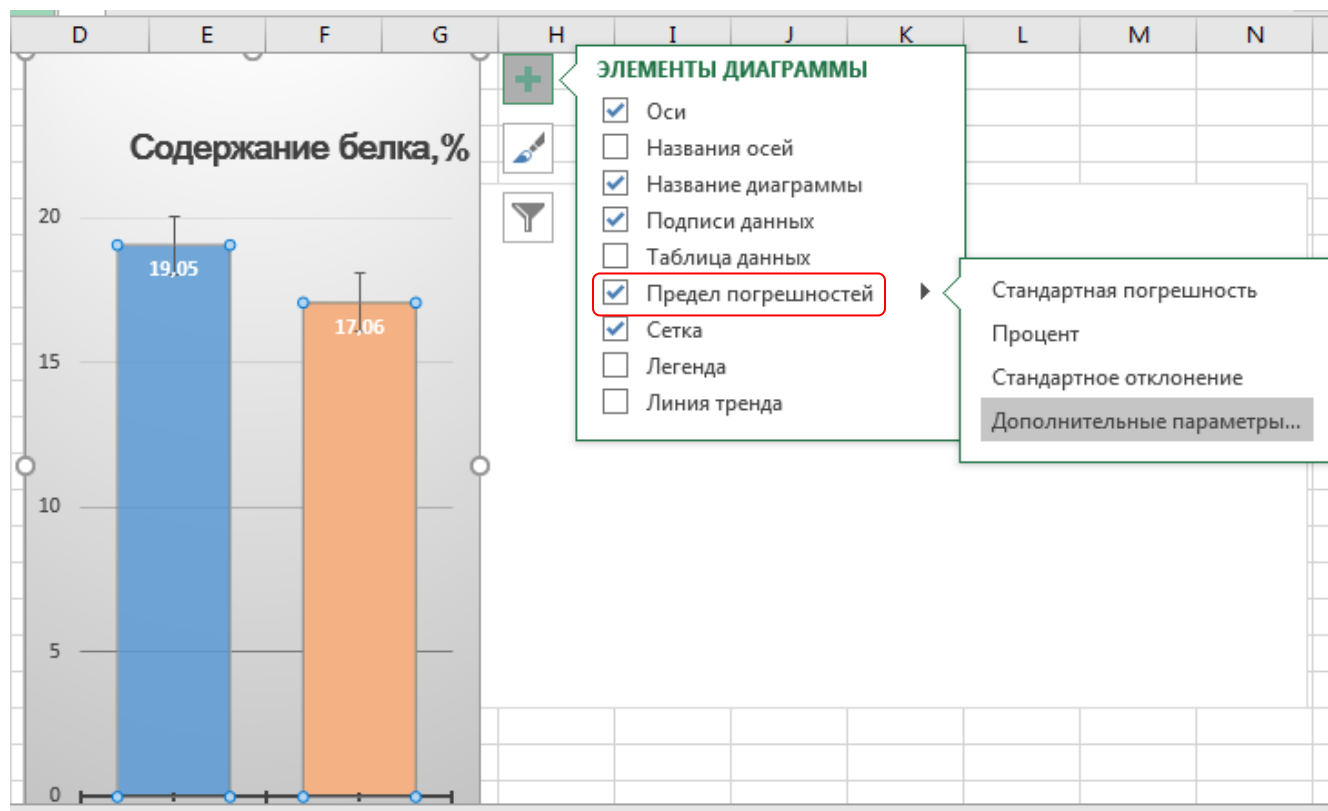 D E F G H I J K L M N
ЭЛЕМЕНТЫ ДИАГРАММЫ
Оси
Названия осей
Название диаграммы
Подписи данных
Таблица данных
Предел погрешностей
Сетка
Легенда
Линия тренда
Стандартная погрешность
Процент
Стандартное отклонение
Дополнительные параметры...
Содержание белка,%
20
19,05
17,06
15
10
5
0